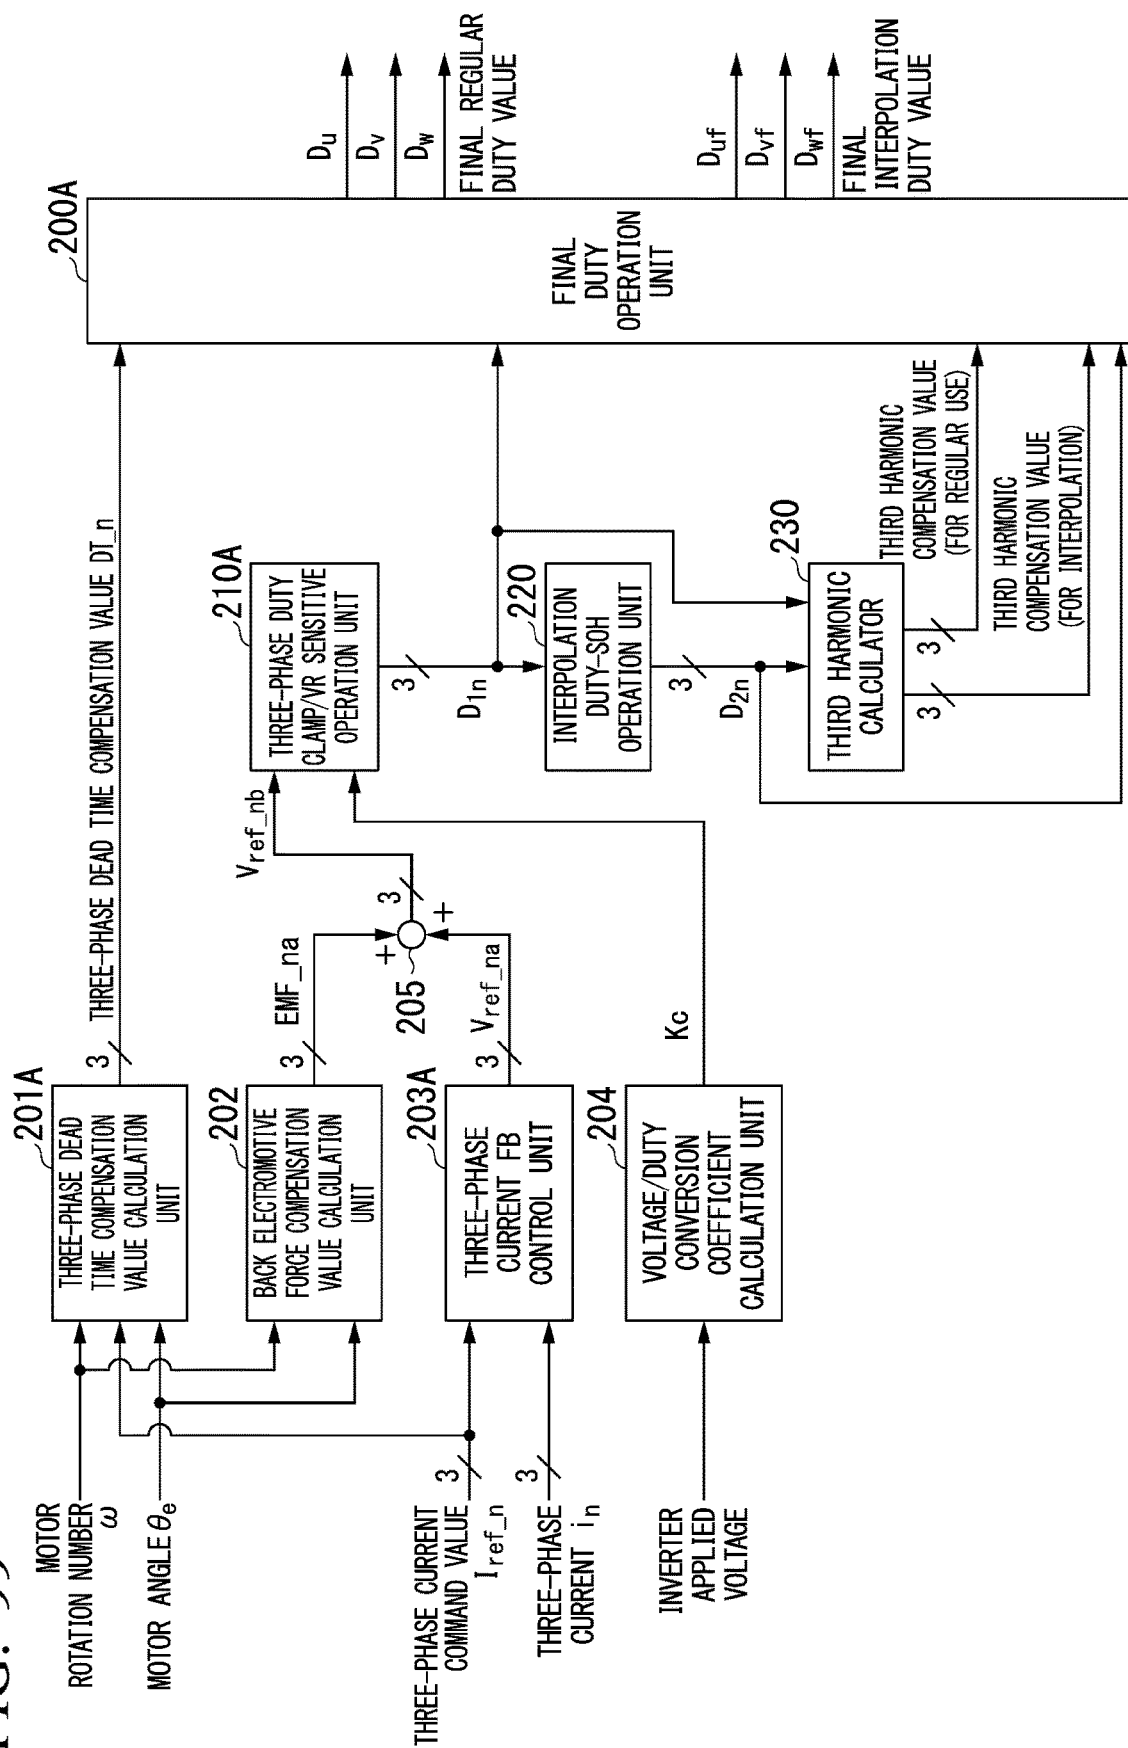 FIG. 99
MOTOR
ROTATION NUMBER
ω
MOTOR ANGLE θe
THREE-PHASE CURRENT
COMMAND VALUE
Iref_n
3
THREE-PHASE
CURRENT in
3
INVERTER
APPLIED
VOLTAGE
201A
THREE-PHASE DEAD
TIME COMPENSATION
VALUE CALCULATION
UNIT
3
THREE-PHASE DEAD TIME COMPENSATION VALUE DT_n
202
BACK ELECTROMOTIVE
FORCE COMPENSATION
VALUE CALCULATION
UNIT
3
EMF_na
203A
THREE-PHASE
CURRENT FB
CONTROL UNIT
3
Vref_na
204
VOLTAGE/DUTY
CONVERSION
COEFFICIENT
CALCULATION UNIT
Kc
+
+
205
3
Vref_nb
210A
THREE-PHASE DUTY
CLAMP/VR SENSITIVE
OPERATION UNIT
3
D1n
220
INTERPOLATION
DUTY-SOH
OPERATION UNIT
3
D2n
230
THIRD HARMONIC
CALCULATOR
3
3
THIRD HARMONIC
COMPENSATION VALUE
(FOR REGULAR USE)
THIRD HARMONIC
COMPENSATION VALUE
(FOR INTERPOLATION)
200A
FINAL
DUTY
OPERATION
UNIT
Du
Dv
Dw
FINAL REGULAR
DUTY VALUE
Duf
Dvf
Dwf
FINAL
INTERPOLATION
DUTY VALUE